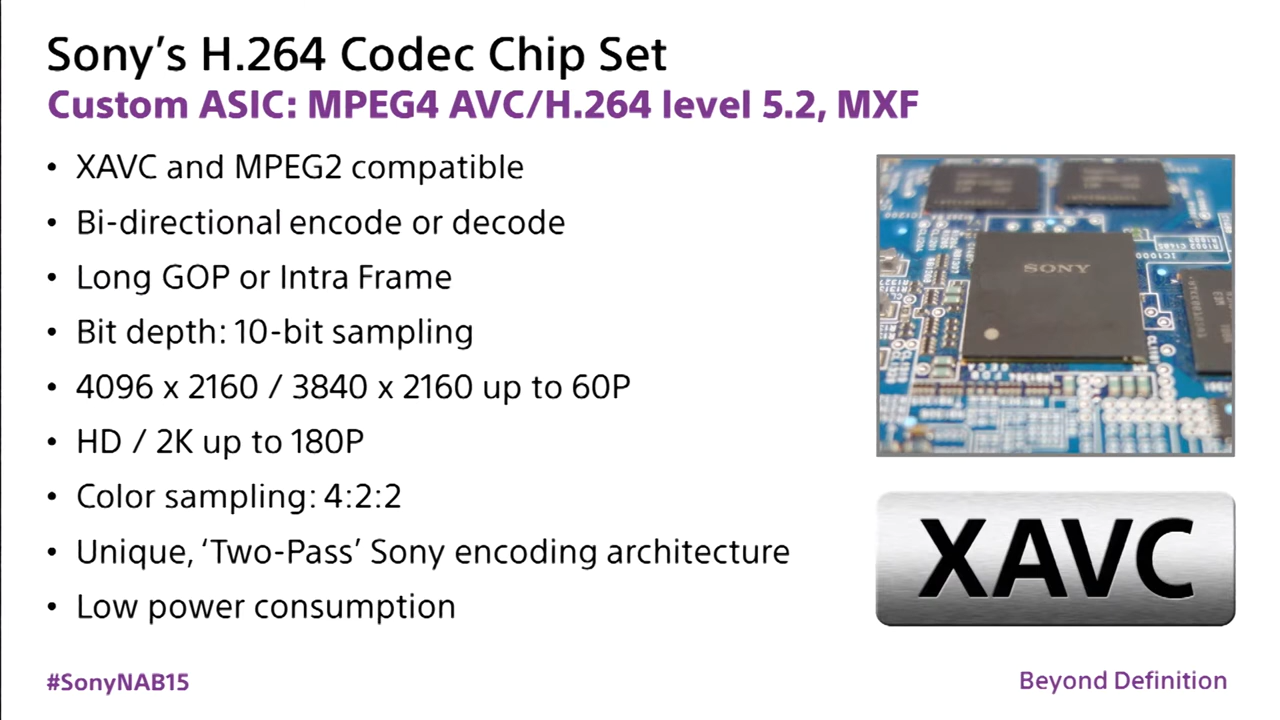 Sony’s H.264 Codec Chip Set
Custom ASIC: MPEG4 AVC/H.264 level 5.2, MXF
• XAVC and MPEG2 compatible
• Bi-directional encode or decode
• Long GOP or Intra Frame
• Bit depth: 10-bit sampling
• 4096 x 2160 / 3840 x 2160 up to 60P
• HD / 2K up to 180P
• Color sampling: 4:2:2
• Unique, ‘Two-Pass’ Sony encoding architecture
• Low power consumption
SONY
XAVC
#SonyNAB15
Beyond Definition